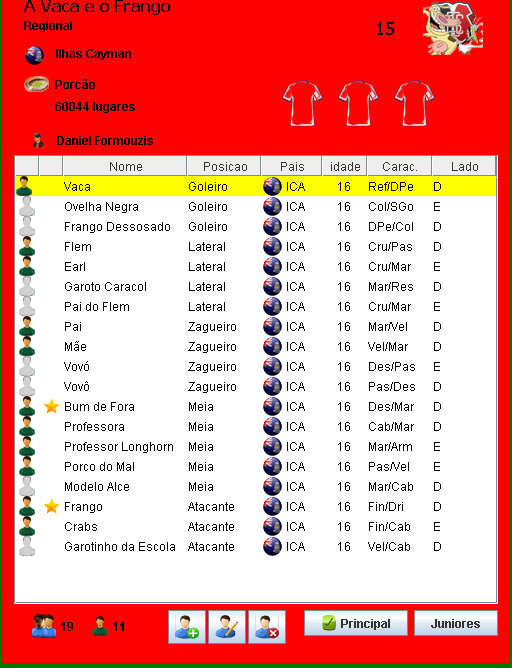 A Vaca e o Frango
Regional
15
Ilhas Cayman
Porcão
60044 lugares
Daniel Formouzis
Nome Posicao Pais idade Carac. Lado
Vaca Goleiro ICA 16 Ref/DPe D
Ovelha Negra Goleiro ICA 16 Col/SGo E
Frango Dessosado Goleiro ICA 16 DPe/Col D
Flem Lateral ICA 16 Cru/Pas D
Earl Lateral ICA 16 Cru/Mar E
Garoto Caracol Lateral ICA 16 Mar/Res D
Pai do Flem Lateral ICA 16 Cru/Mar E
Pai Zagueiro ICA 16 Mar/Vel D
Mãe Zagueiro ICA 16 Vel/Mar D
Vovó Zagueiro ICA 16 Des/Pas E
Vovô Zagueiro ICA 16 Pas/Des D
Bum de Fora Meia ICA 16 Des/Mar D
Professora Meia ICA 16 Cab/Mar D
Professor Longhorn Meia ICA 16 Mar/Arm E
Porco do Mal Meia ICA 16 Pas/Vel E
Modelo Alce Meia ICA 16 Mar/Cab D
Frango Atacante ICA 16 Fin/Dri D
Crabs Atacante ICA 16 Fin/Cab E
Garotinho da Escola Atacante ICA 16 Vel/Cab D
19 11 Principal Juniores